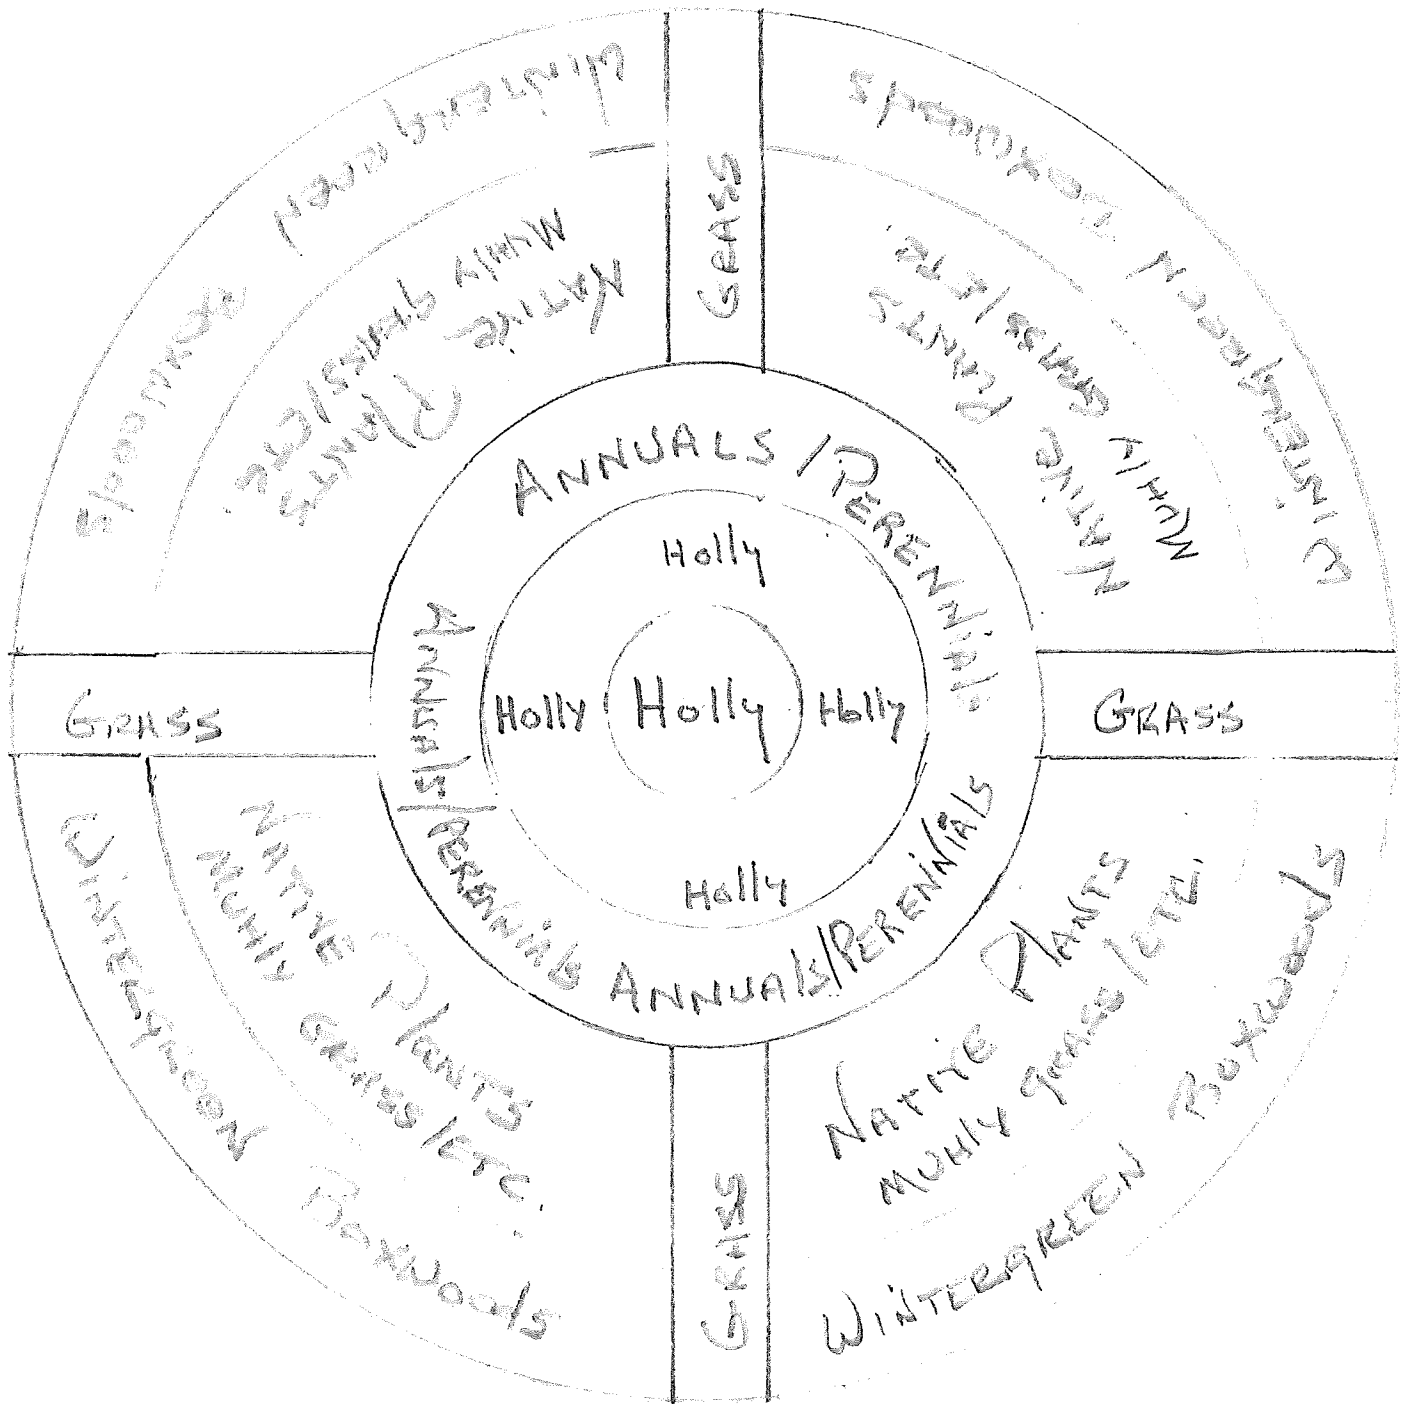 WINTERgREEN BOXWOODS
MUHLY gRASS/ETC.
NATIVE PLANTS
GRASS
WINTERgREEN BOXWOODS
MUHLY GRASS/ETC.
NATIVE PLANTS
ANNUALS/PERENNIALS
Holly
Holly
Holly
Holly
Holly
ANNUALS/PERENNIALS
ANNUALS/PERENNIALS
GRASS
GRASS
NATIVE PLANTS
MUHLY GRASS/ETC.
WINTERGREEN BOXWOODS
GRASS
NATIVE PLANTS
MUHLY gRASS/ETC.
WINTERgREEN BOXWOODS